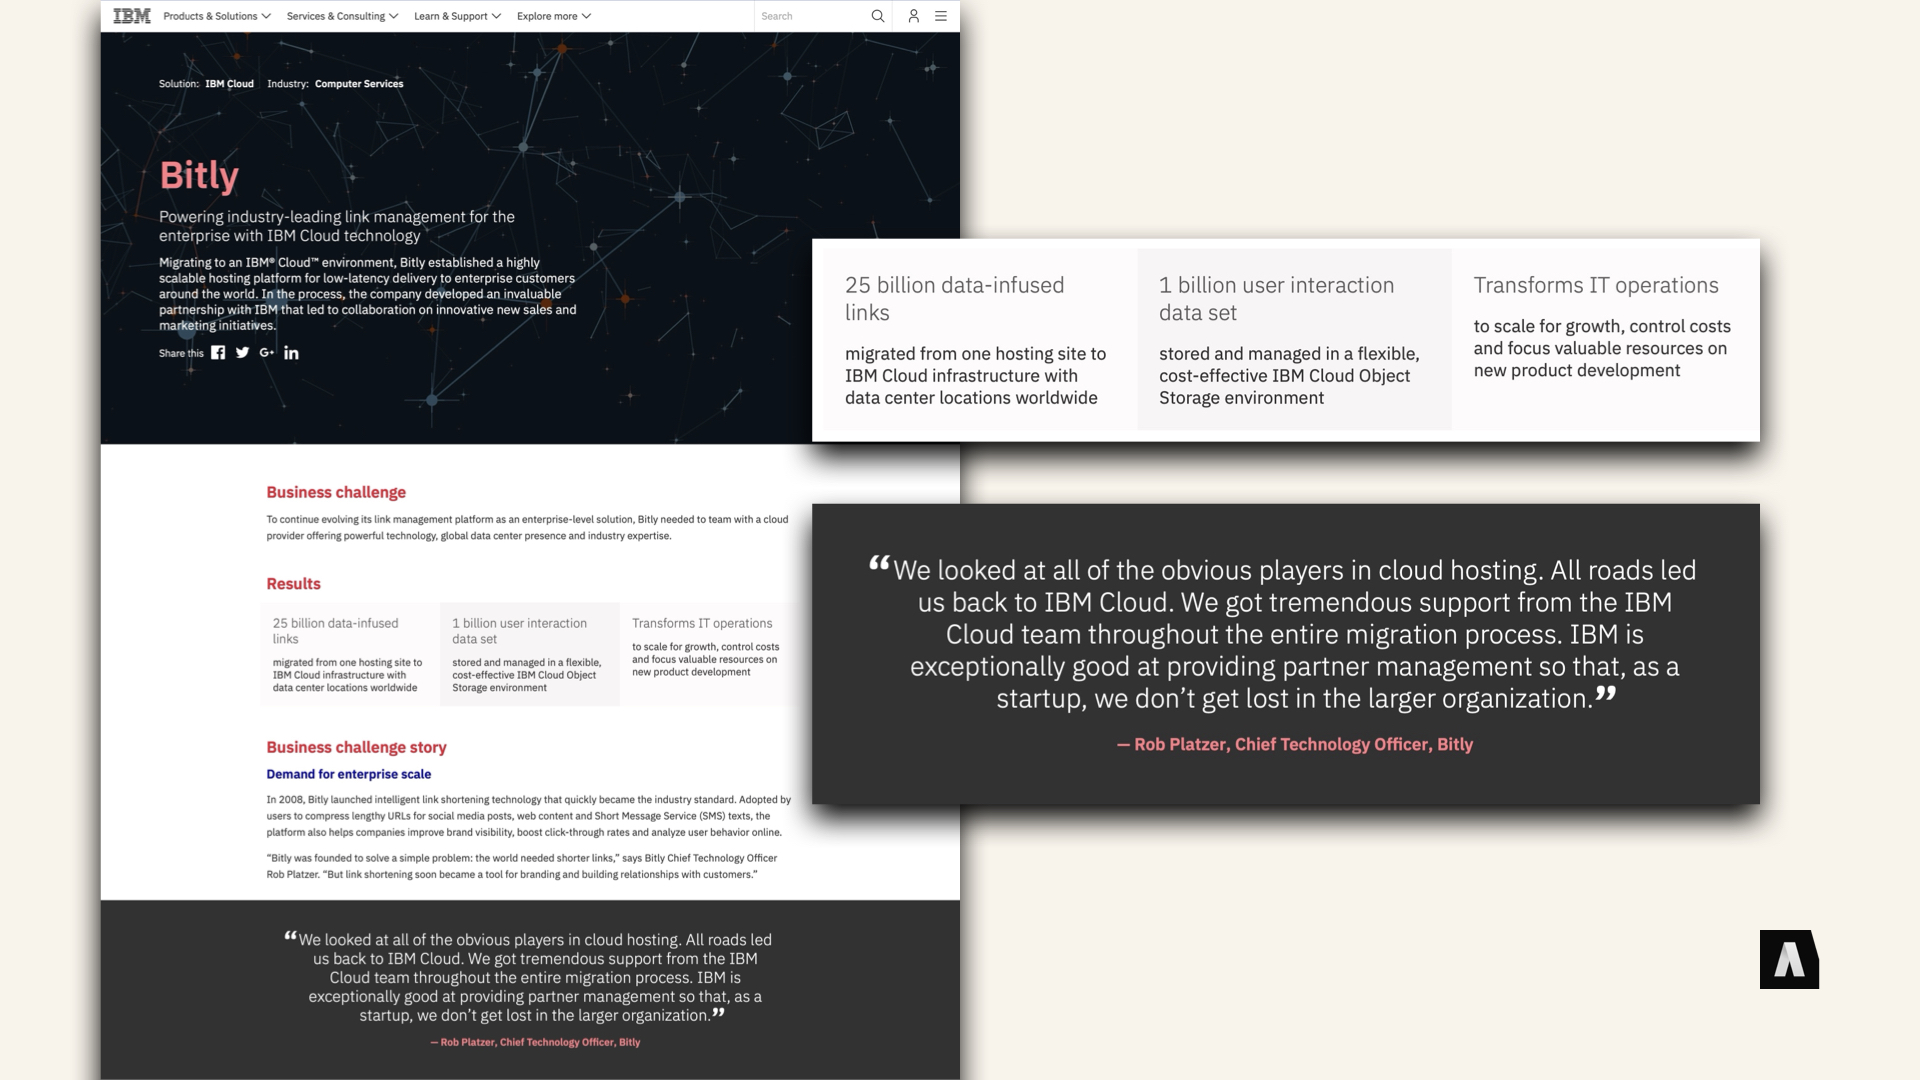 IBM Products & Solutions Services & Consulting Learn & Support Explore more Search
Solution: IBM Cloud Industry: Computer Services
Bitly
Powering industry-leading link management for the
enterprise with IBM Cloud technology
Migrating to an IBM® Cloud™ environment, Bitly established a highly
scalable hosting platform for low-latency delivery to enterprise customers
around the world. In the process, the company developed an invaluable
partnership with IBM that led to collaboration on innovative new sales and
marketing initiatives.
Share this
Business challenge
To continue evolving its link management platform as an enterprise-level solution, Bitly needed to team with a cloud
provider offering powerful technology, global data center presence and industry expertise.
Results
25 billion data-infused
links
migrated from one hosting site to
IBM Cloud infrastructure with
data center locations worldwide
1 billion user interaction
data set
stored and managed in a flexible,
cost-effective IBM Cloud Object
Storage environment
Transforms IT operations
to scale for growth, control costs
and focus valuable resources on
new product development
Business challenge story
Demand for enterprise scale
In 2008, Bitly launched intelligent link shortening technology that quickly became the industry standard. Adopted by
users to compress lengthy URLs for social media posts, web content and Short Message Service (SMS) texts, the
platform also helps companies improve brand visibility, boost click-through rates and analyze user behavior online.
“Bitly was founded to solve a simple problem: the world needed shorter links,” says Bitly Chief Technology Officer
Rob Platzer. “But link shortening soon became a tool for branding and building relationships with customers.”
“We looked at all of the obvious players in cloud hosting. All roads led
us back to IBM Cloud. We got tremendous support from the IBM
Cloud team throughout the entire migration process. IBM is
exceptionally good at providing partner management so that, as a
startup, we don’t get lost in the larger organization.”
— Rob Platzer, Chief Technology Officer, Bitly
25 billion data-infused
links
migrated from one hosting site to
IBM Cloud infrastructure with
data center locations worldwide
1 billion user interaction
data set
stored and managed in a flexible,
cost-effective IBM Cloud Object
Storage environment
Transforms IT operations
to scale for growth, control costs
and focus valuable resources on
new product development
“We looked at all of the obvious players in cloud hosting. All roads led
us back to IBM Cloud. We got tremendous support from the IBM
Cloud team throughout the entire migration process. IBM is
exceptionally good at providing partner management so that, as a
startup, we don’t get lost in the larger organization.”
— Rob Platzer, Chief Technology Officer, Bitly